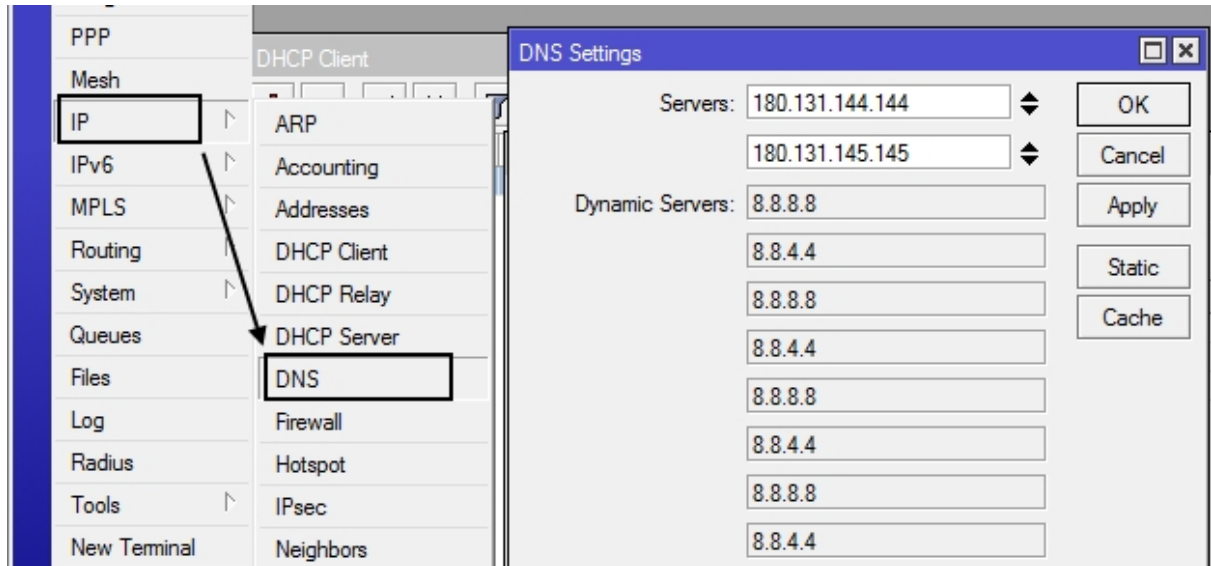 PPP
Mesh
IP
IPv6
MPLS
Routing
System
Queues
Files
Log
Radius
Tools
New Terminal
DHCP Client
ARP
Accounting
Addresses
DHCP Client
DHCP Relay
DHCP Server
DNS
Firewall
Hotspot
IPsec
Neighbors
DNS Settings
Servers: 180.131.144.144
180.131.145.145
Dynamic Servers: 8.8.8.8
8.8.4.4
8.8.8.8
8.8.4.4
8.8.8.8
8.8.4.4
8.8.8.8
8.8.4.4
OK
Cancel
Apply
Static
Cache